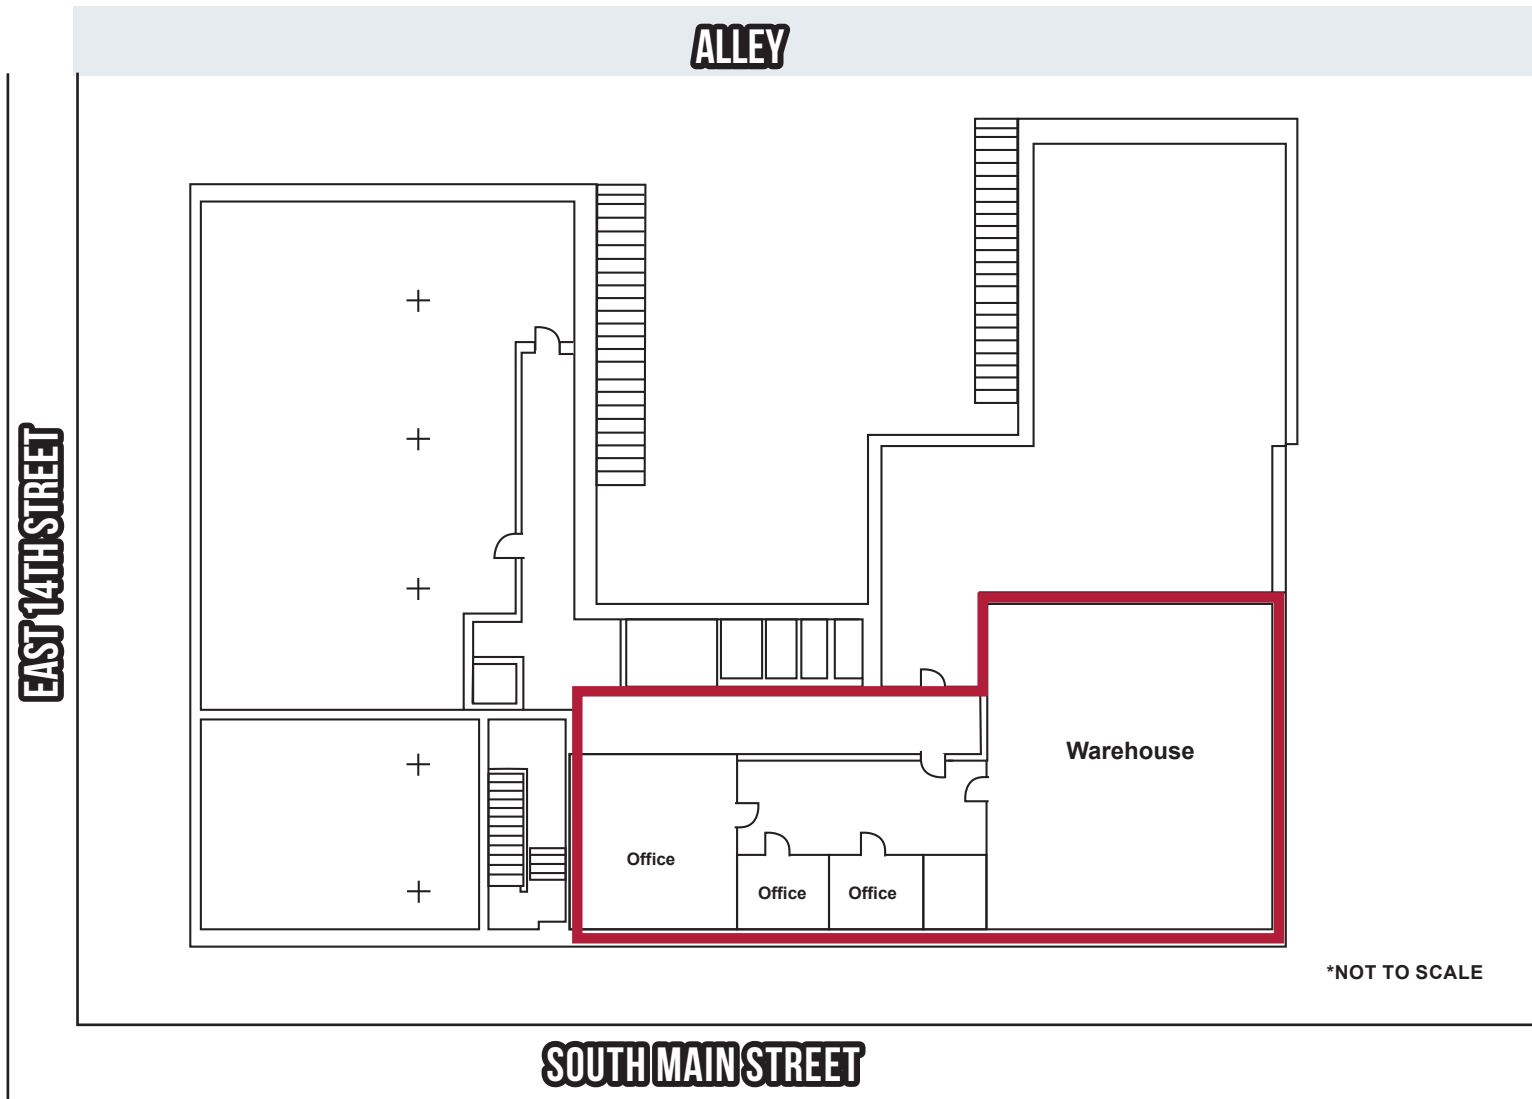 ALLEY
EAST 14TH STREET
Warehouse
Office
Office
Office
*NOT TO SCALE
SOUTH MAIN STREET